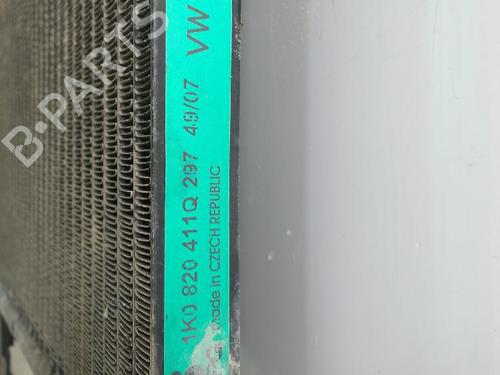 1K0 820 411Q 297 49/07 VW
made in CZECH REPUBLIC
B-PARTS